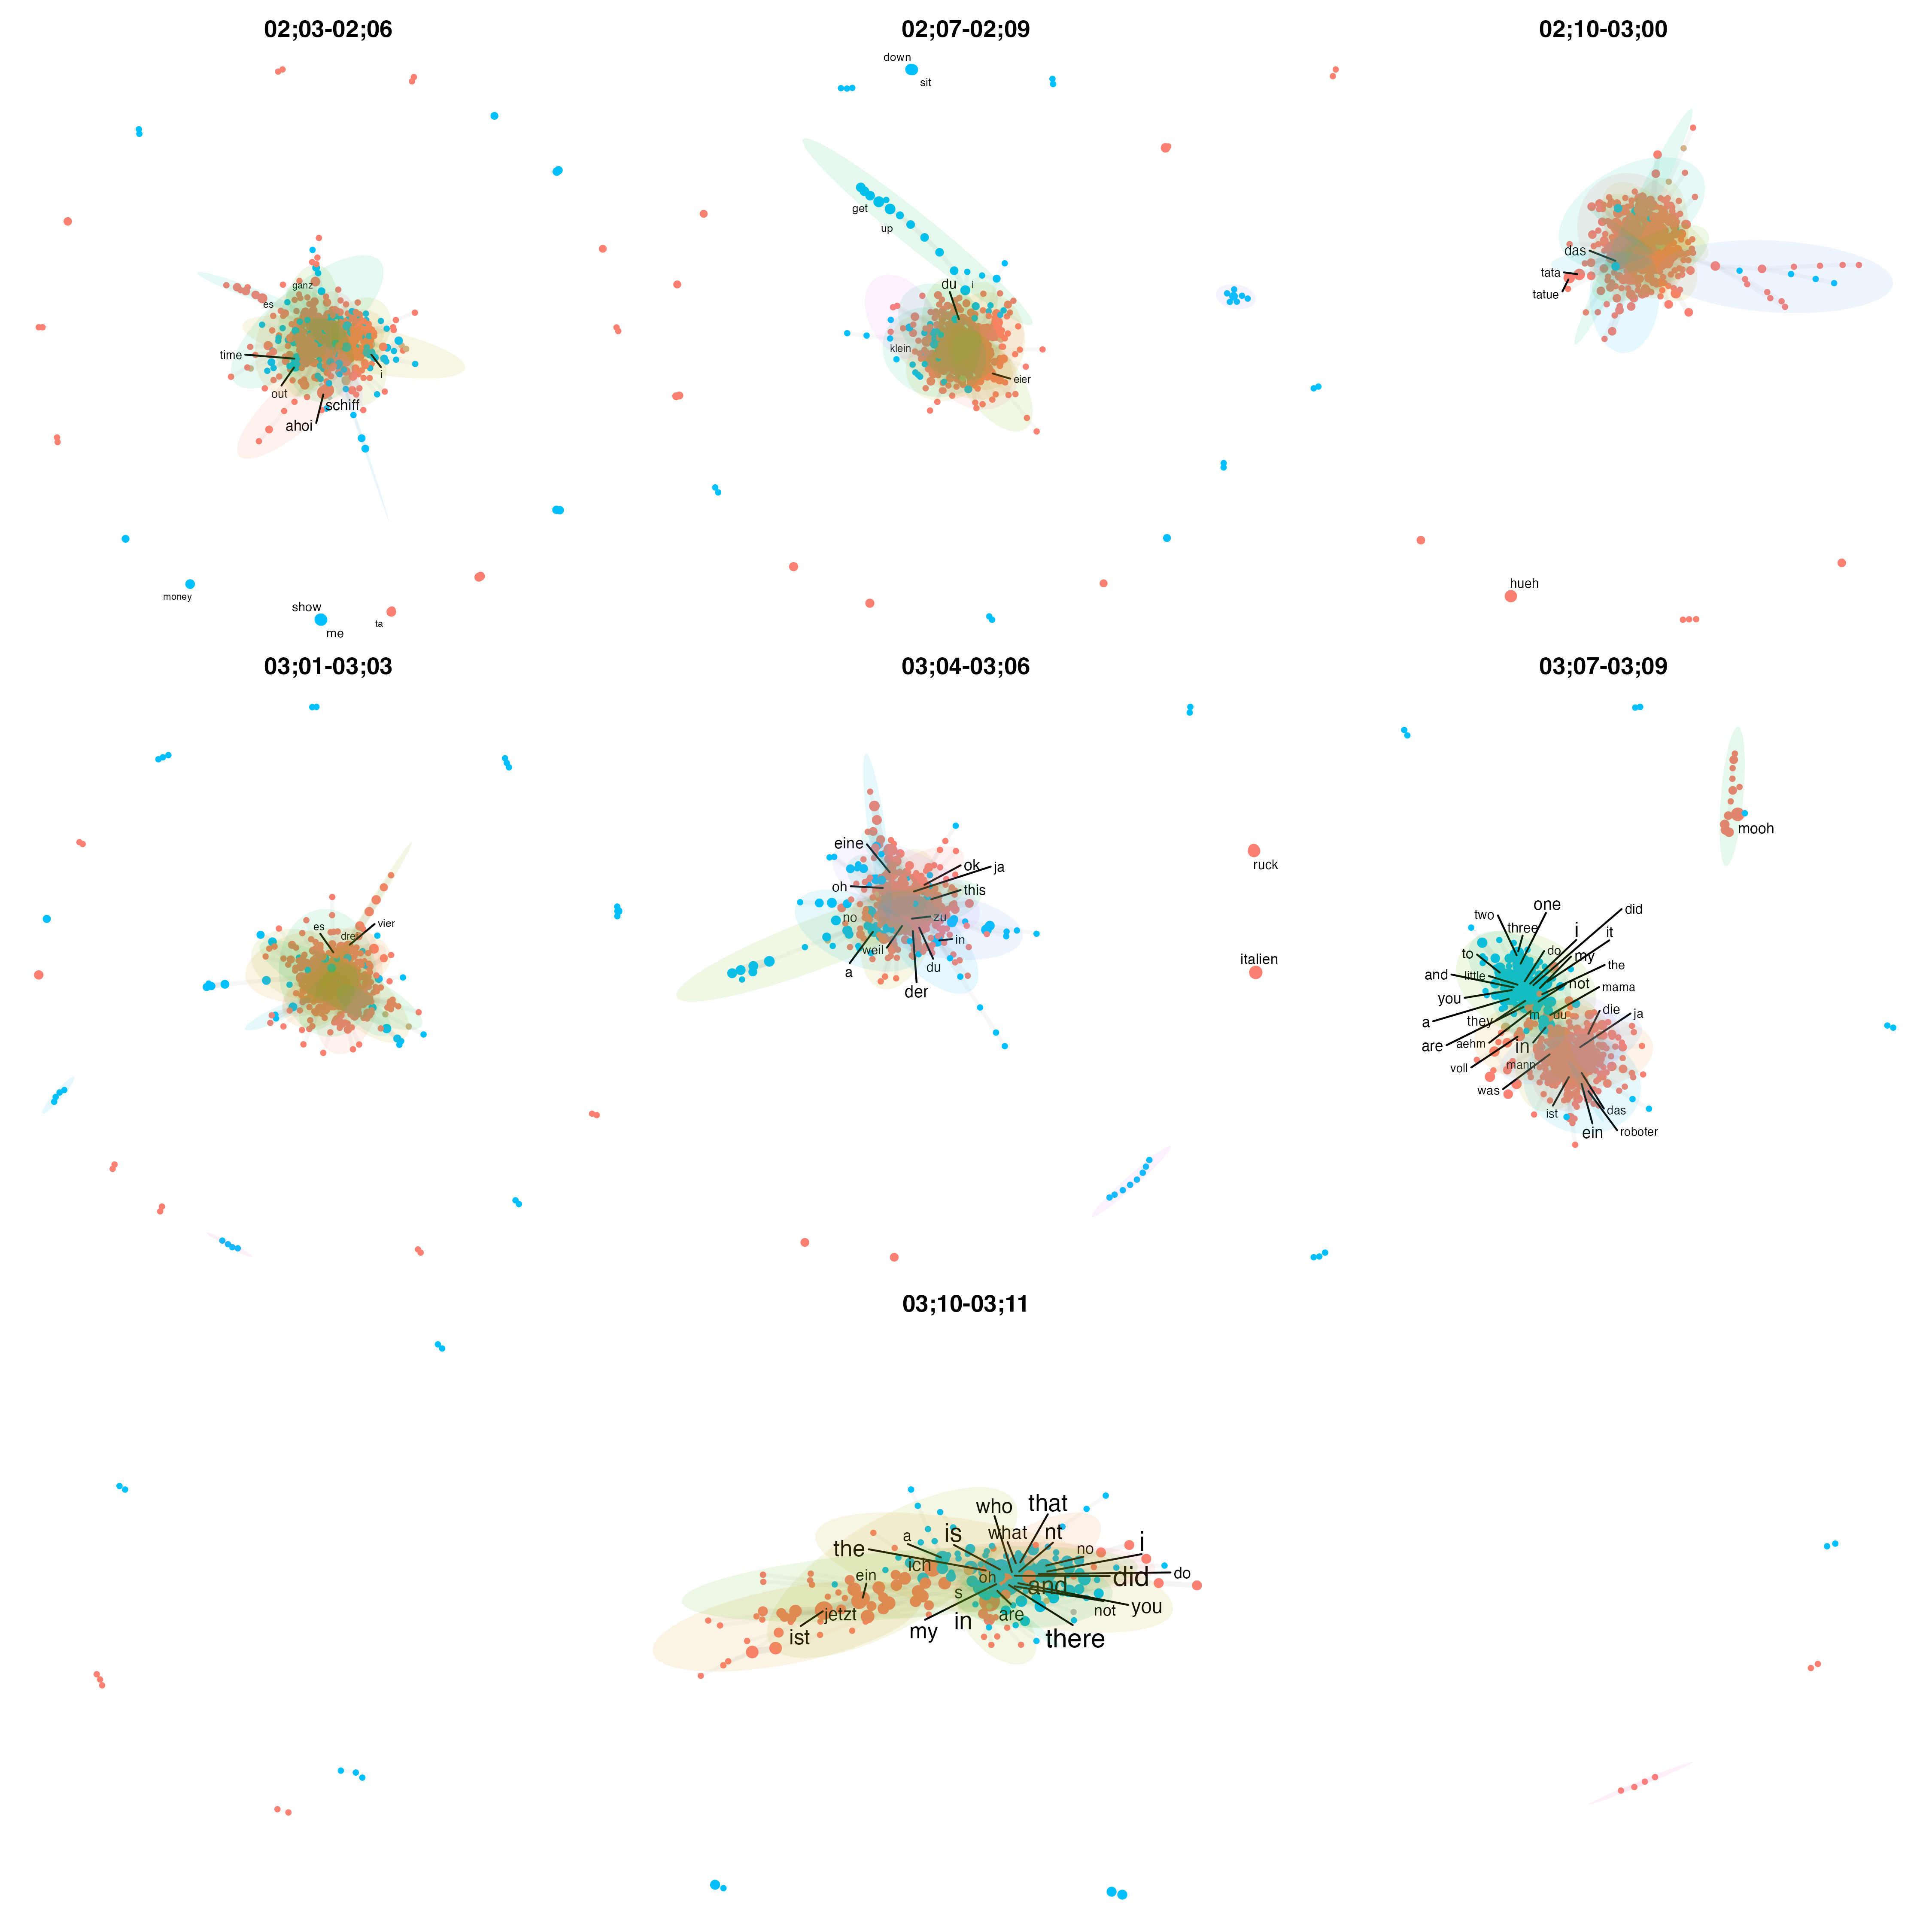 02;03-02;06
ganz
es
time
out
i
schiff
ahoi
money
show
me
ta
02;07-02;09
down
sit
get
up
du
i
klein
eier
02;10-03;00
das
tata
tatue
hueh
03;01-03;03
es
drei
vier
03;04-03;06
eine
ok
ja
oh
this
no
zu
weil
in
a
du
der
ruck
italien
03;07-03;09
mooh
one
two
did
three
i
it
to
do
my
the
and
little
not
mama
you
a
they
m
du
die
ja
are
aehm
in
voll
mann
was
ist
das
ein
roboter
03;10-03;11
who
that
a
is
what
nt
i
the
no
ich
do
ein
oh
did
and
s
jetzt
are
not
you
ist
my
in
there